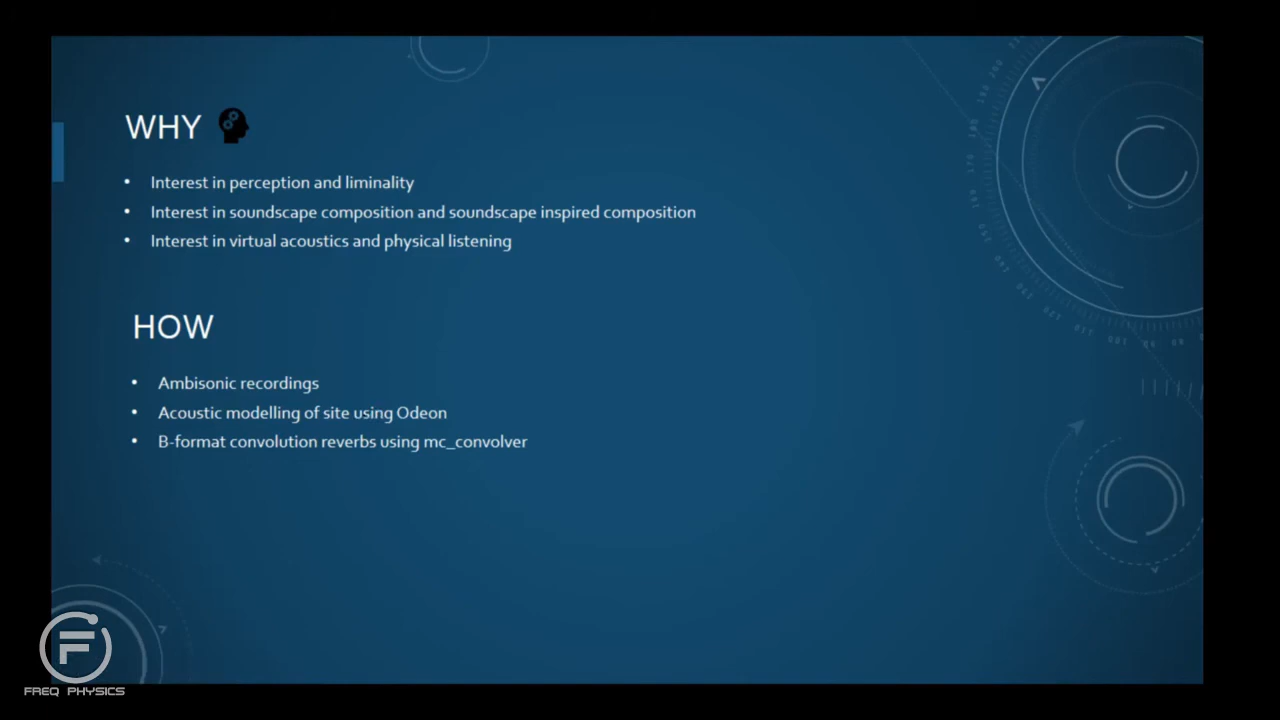 WHY
• Interest in perception and liminality
• Interest in soundscape composition and soundscape inspired composition
• Interest in virtual acoustics and physical listening
HOW
• Ambisonic recordings
• Acoustic modelling of site using Odeon
• B-format convolution reverbs using mc_convolver
FREQ PHYSICS